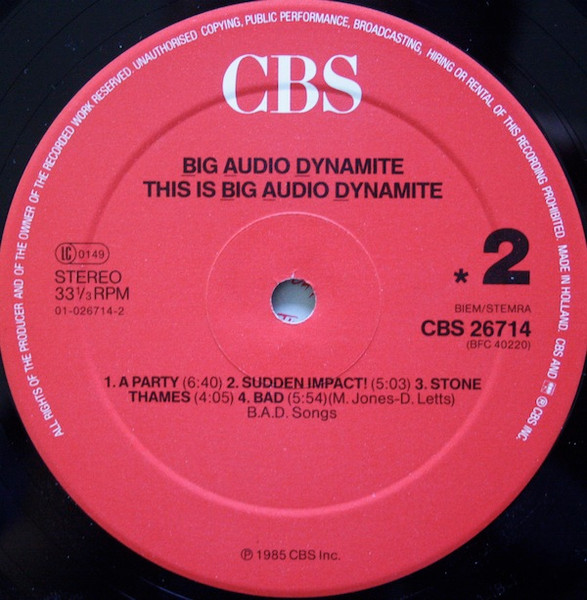 ALL RIGHTS OF THE PRODUCER AND OF THE OWNER OF THE RECORDED WORK RESERVED. UNAUTHORISED COPYING, PUBLIC PERFORMANCE, BROADCASTING, HIRING OR RENTAL OF THIS RECORDING PROHIBITED. MADE IN HOLLAND. CBS AND ® CBS INC.
CBS
BIG AUDIO DYNAMITE
THIS IS BIG AUDIO DYNAMITE
LC 0149
STEREO
33 1/3 RPM
01-026714-2
* 2
BIEM/STEMRA
CBS 26714
(BFC 40220)
1. A PARTY (6:40) 2. SUDDEN IMPACT! (5:03) 3. STONE
THAMES (4:05) 4. BAD (5:54)(M. Jones-D. Letts)
B.A.D. Songs
℗ 1985 CBS Inc.